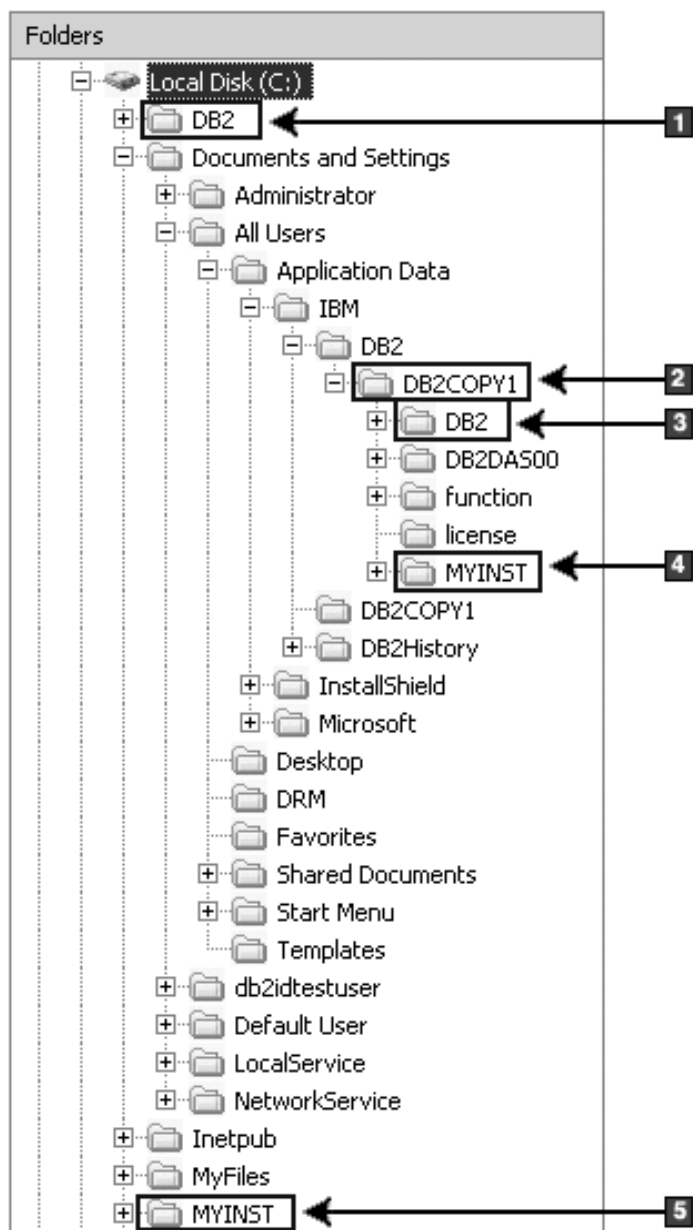 Folders
Local Disk (C:)
DB2 1
Documents and Settings
Administrator
All Users
Application Data
IBM
DB2
DB2COPY1 2
DB2 3
DB2DAS00
function
license
MYINST 4
DB2COPY1
DB2History
InstallShield
Microsoft
Desktop
DRM
Favorites
Shared Documents
Start Menu
Templates
db2idtestuser
Default User
LocalService
NetworkService
Inetpub
MyFiles
MYINST 5